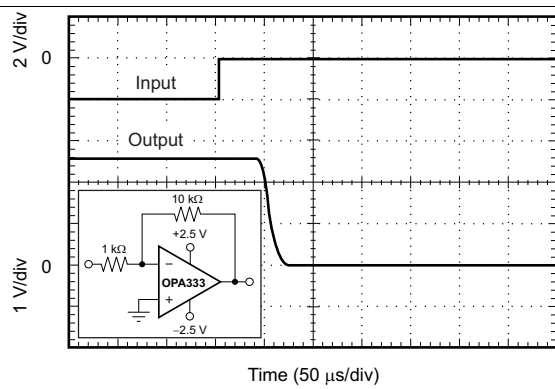 2 V/div
0
Input
Output
10 kΩ
+2.5 V
1 kΩ
−
OPA333
+
−2.5 V
0
1 V/div
Time (50 μs/div)